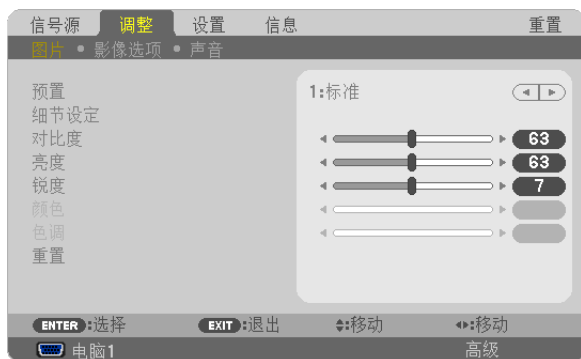 信号源 调整 设置 信息 重置
图片 • 影像选项 • 声音
预置 1:标准
细节设定
对比度 63
亮度 63
锐度 7
颜色
色调
重置
ENTER:选择 EXIT:退出 :移动 :移动
电脑1 高级